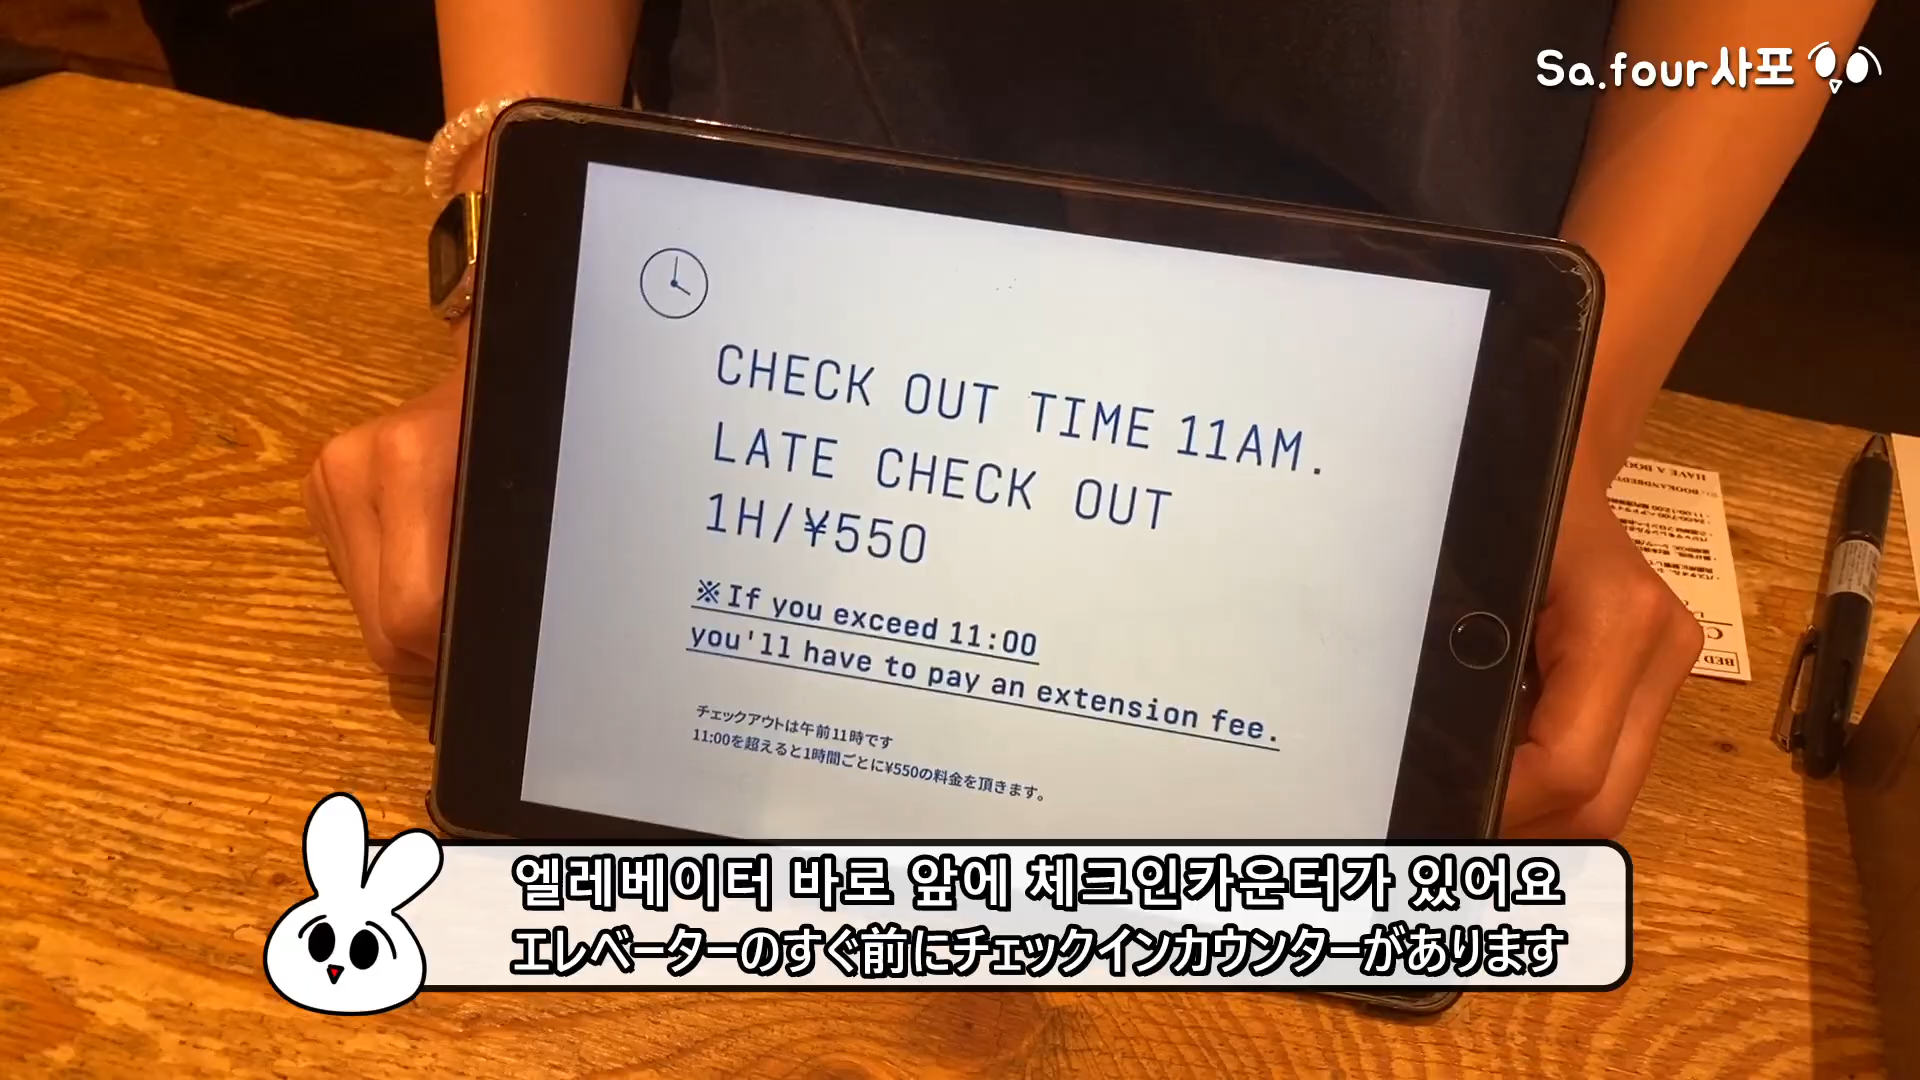 Sa.four사포
CHECK OUT TIME 11AM.
LATE CHECK OUT
1H/¥550
※If you exceed 11:00
you'll have to pay an extension fee.
チェックアウトは午前11時です
11:00を超えると1時間ごとに¥550の料金を頂きます。
HAVE A BOO
엘레베이터 바로 앞에 체크인카운터가 있어요
エレベーターのすぐ前にチェックインカウンターがあります